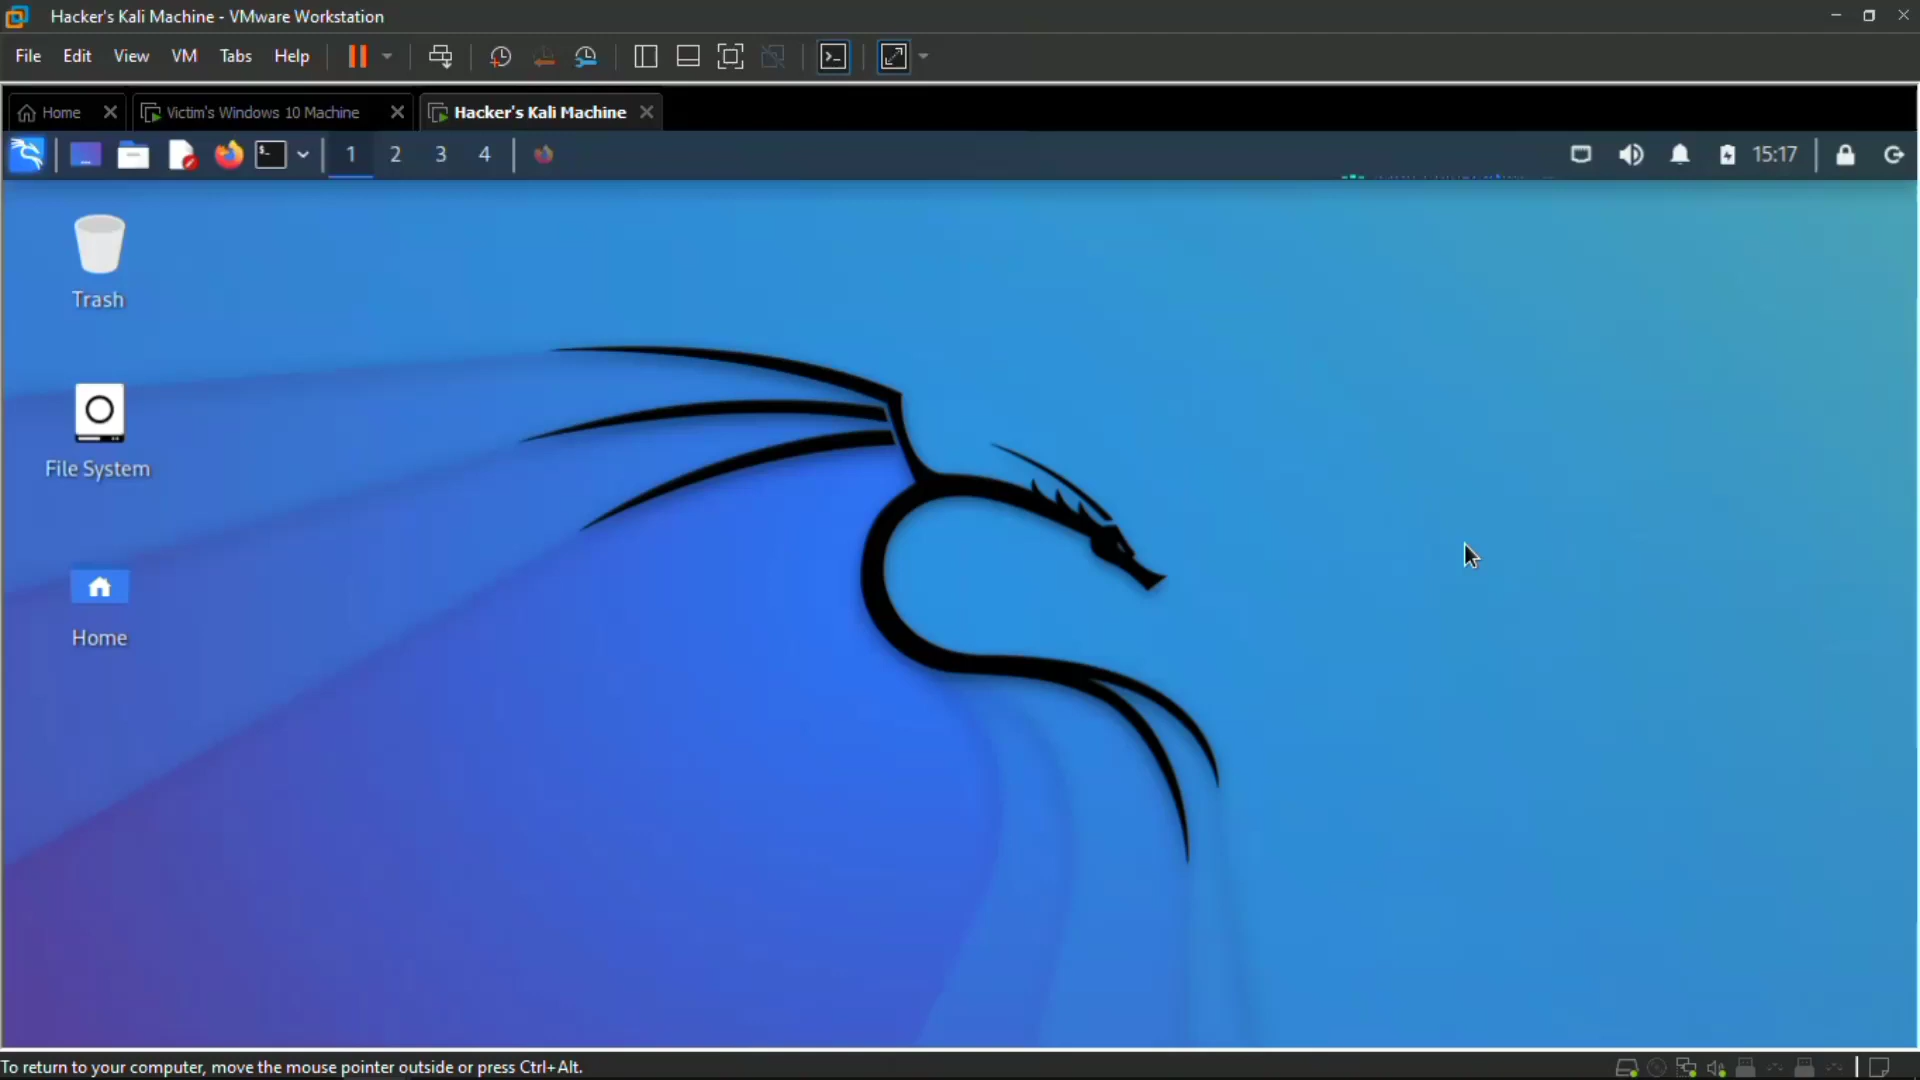 Hacker's Kali Machine - VMware Workstation
File Edit View VM Tabs Help
Home Victim's Windows 10 Machine Hacker's Kali Machine
$_ 1 2 3 4 15:17
Trash
File System
Home
To return to your computer, move the mouse pointer outside or press Ctrl+Alt.